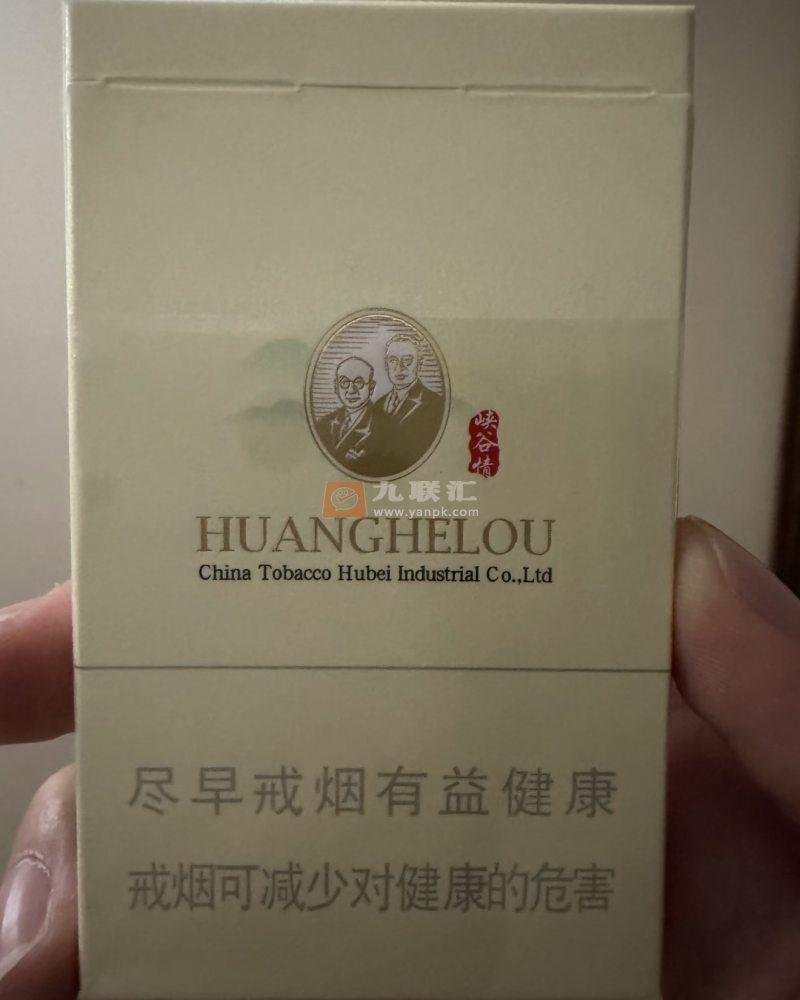 峡谷情
九联汇
www.yanpk.com
HUANGHELOU
China Tobacco Hubei Industrial Co.,Ltd
尽早戒烟有益健康
戒烟可减少对健康的危害